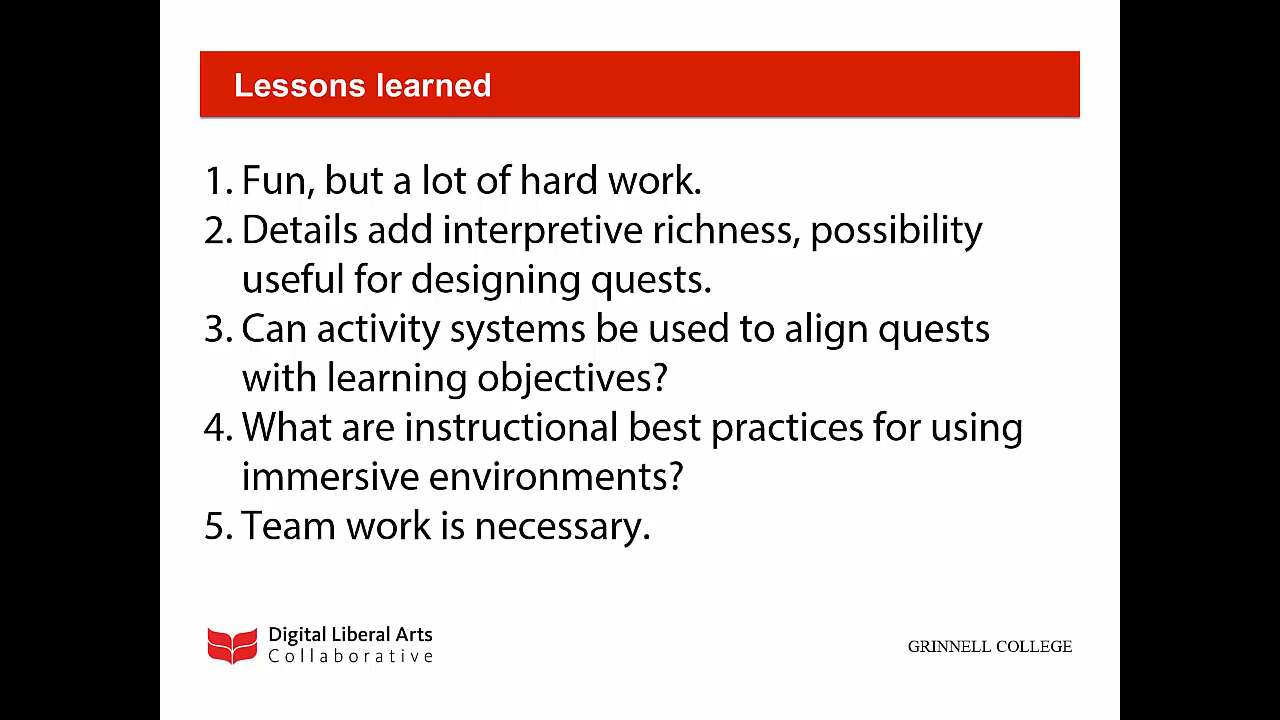 Lessons learned
1. Fun, but a lot of hard work.
2. Details add interpretive richness, possibility
useful for designing quests.
3. Can activity systems be used to align quests
with learning objectives?
4. What are instructional best practices for using
immersive environments?
5. Team work is necessary.
Digital Liberal Arts
Collaborative
GRINNELL COLLEGE